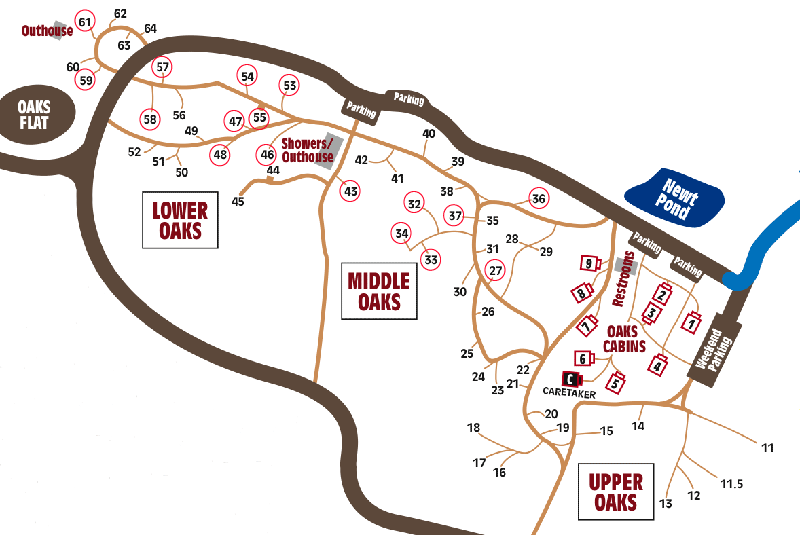 62
61
64
Outhouse
63
60
59
57
54
53
OAKS
FLAT
58
56
55
47
49
48
46
52
51
50
Showers/
Outhouse
44
45
43
Parking
Parking
42
41
40
39
38
36
37
35
32
34
33
31
30
28
29
27
26
25
24
23
22
21
20
19
18
17
16
15
14
13
12
11.5
11
LOWER
OAKS
MIDDLE
OAKS
UPPER
OAKS
Newt
Pond
Parking
Parking
Weekend
Parking
Restrooms
9
8
7
6
5
4
3
2
1
OAKS
CABINS
C
CARETAKER